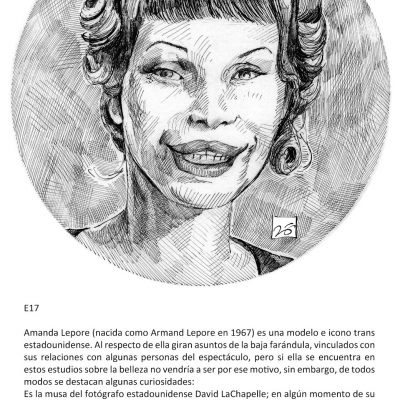 E17
Amanda Lepore (nacida como Armand Lepore en 1967) es una modelo e icono trans
estadounidense. Al respecto de ella giran asuntos de la baja farándula, vinculados con
sus relaciones con algunas personas del espectáculo, pero si ella se encuentra en
estos estudios sobre la belleza no vendría a ser por ese motivo, sin embargo, de todos
modos se destacan algunas curiosidades:
Es la musa del fotógrafo estadounidense David LaChapelle; en algún momento de su